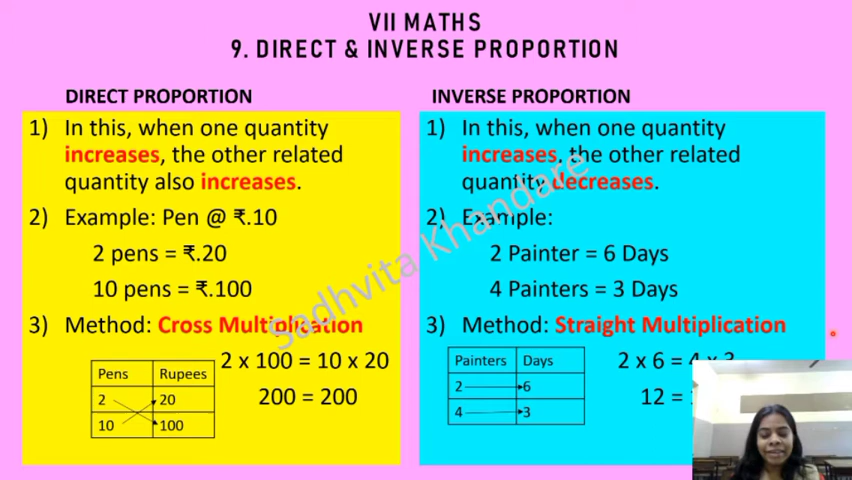 VII MATHS
9. DIRECT & INVERSE PROPORTION
DIRECT PROPORTION
1) In this, when one quantity
increases, the other related
quantity also increases.
2) Example: Pen @ ₹.10
2 pens = ₹.20
10 pens = ₹.100
3) Method: Cross Multiplication
2 x 100 = 10 x 20
200 = 200
Pens Rupees
2 20
10 100
INVERSE PROPORTION
1) In this, when one quantity
increases, the other related
quantity decreases.
2) Example:
2 Painter = 6 Days
4 Painters = 3 Days
3) Method: Straight Multiplication
2 x 6 = 4 x 3
12 =
Painters Days
2 6
4 3
Sadhvita Khandare